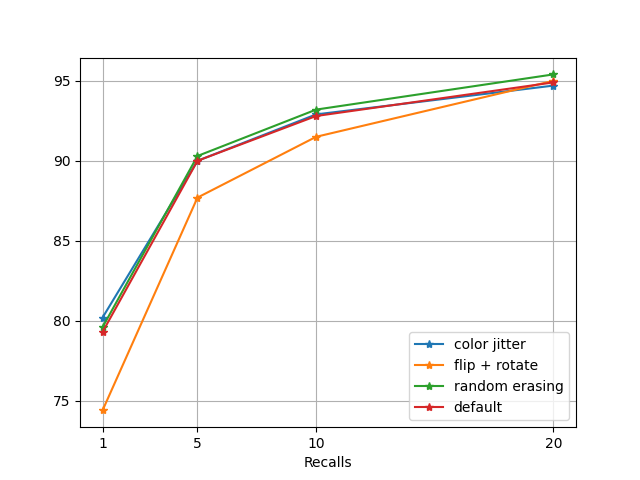 95
90
85
80
75
1 5 10 20
Recalls
color jitter
flip + rotate
random erasing
default